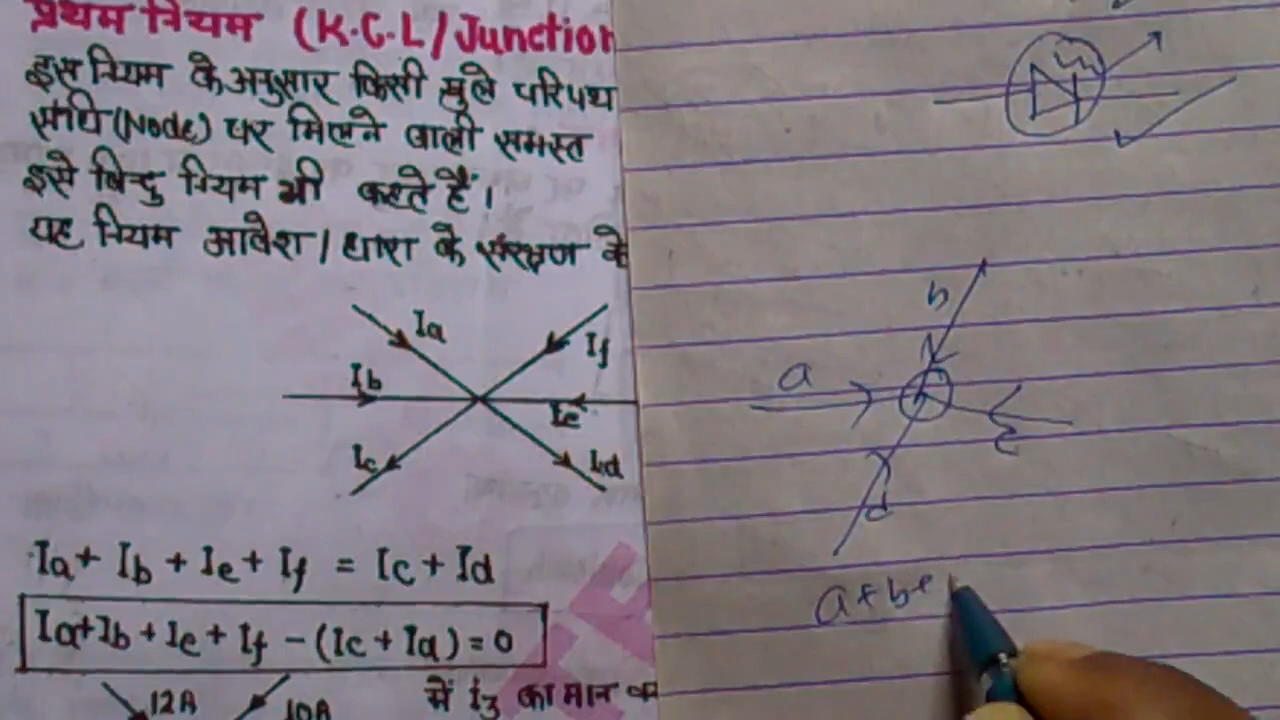 प्रथम नियम (K.C.L/Junction
इस नियम के अनुसार किसी खुले परिपथ
संधि (Node) पर मिलने वाली समस्त
इसे बिन्दु नियम भी कहते हैं।
यह नियम आवेश / धारा के संरक्षण के
Ia
If
Ib
Ie
Ic
Id
Ia + Ib + Ie + If = Ic + Id
Ia+Ib + Ie + If - (Ic + Id) = 0
12A
10A
में i3 का मान
b
a
c
d
a+b+